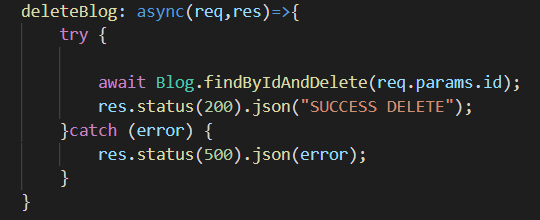 deleteBlog: async(req,res)=>{
try {
await Blog.findByIdAndDelete(req.params.id);
res.status(200).json("SUCCESS DELETE");
}catch (error) {
res.status(500).json(error);
}
}